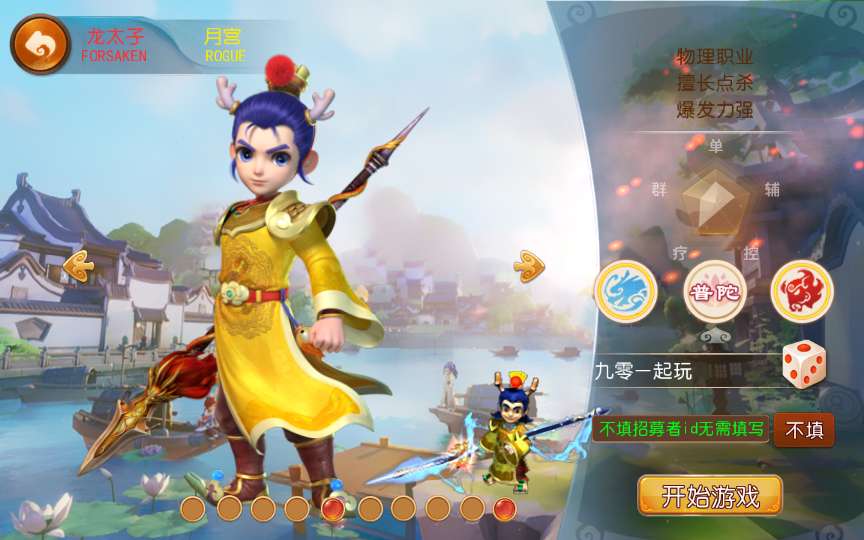 龙太子
FORSAKEN
月宫
ROGUE
物理职业
擅长点杀
爆发力强
单
群
辅
疗
控
普陀
九零一起玩
不填招募者id无需填写
不填
开始游戏